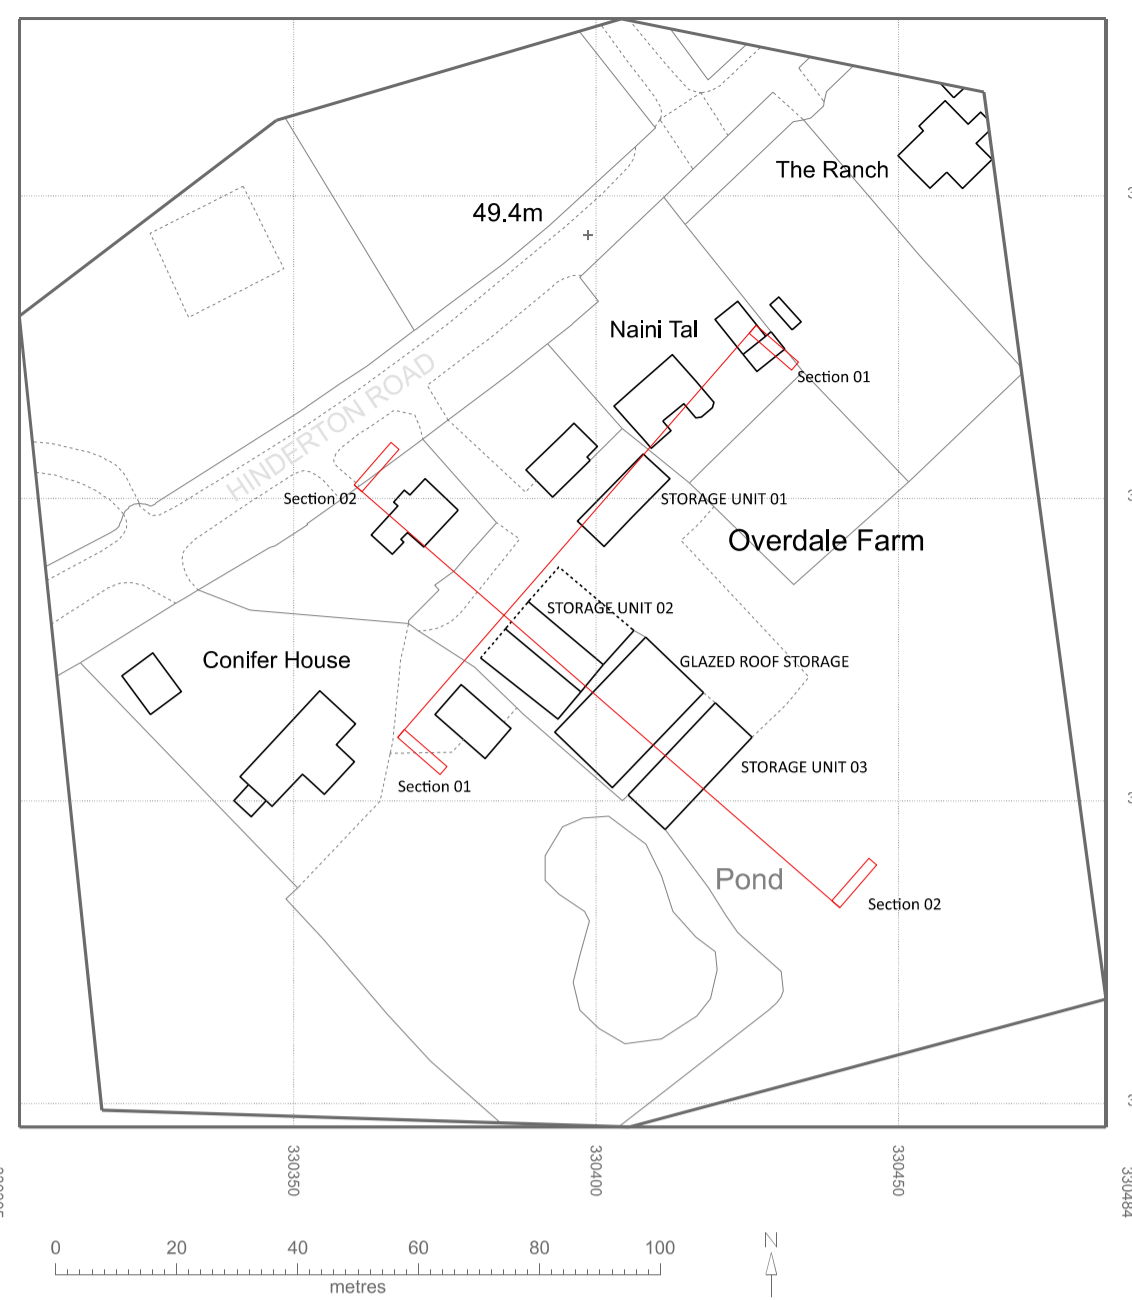 The Ranch
49.4m
Naini Tal
Section 01
HINDERTON ROAD
Section 02
STORAGE UNIT 01
Overdale Farm
STORAGE UNIT 02
Conifer House
GLAZED ROOF STORAGE
STORAGE UNIT 03
Section 01
Pond
Section 02
330350
330400
330450
330484
0 20 40 60 80 100
metres
N